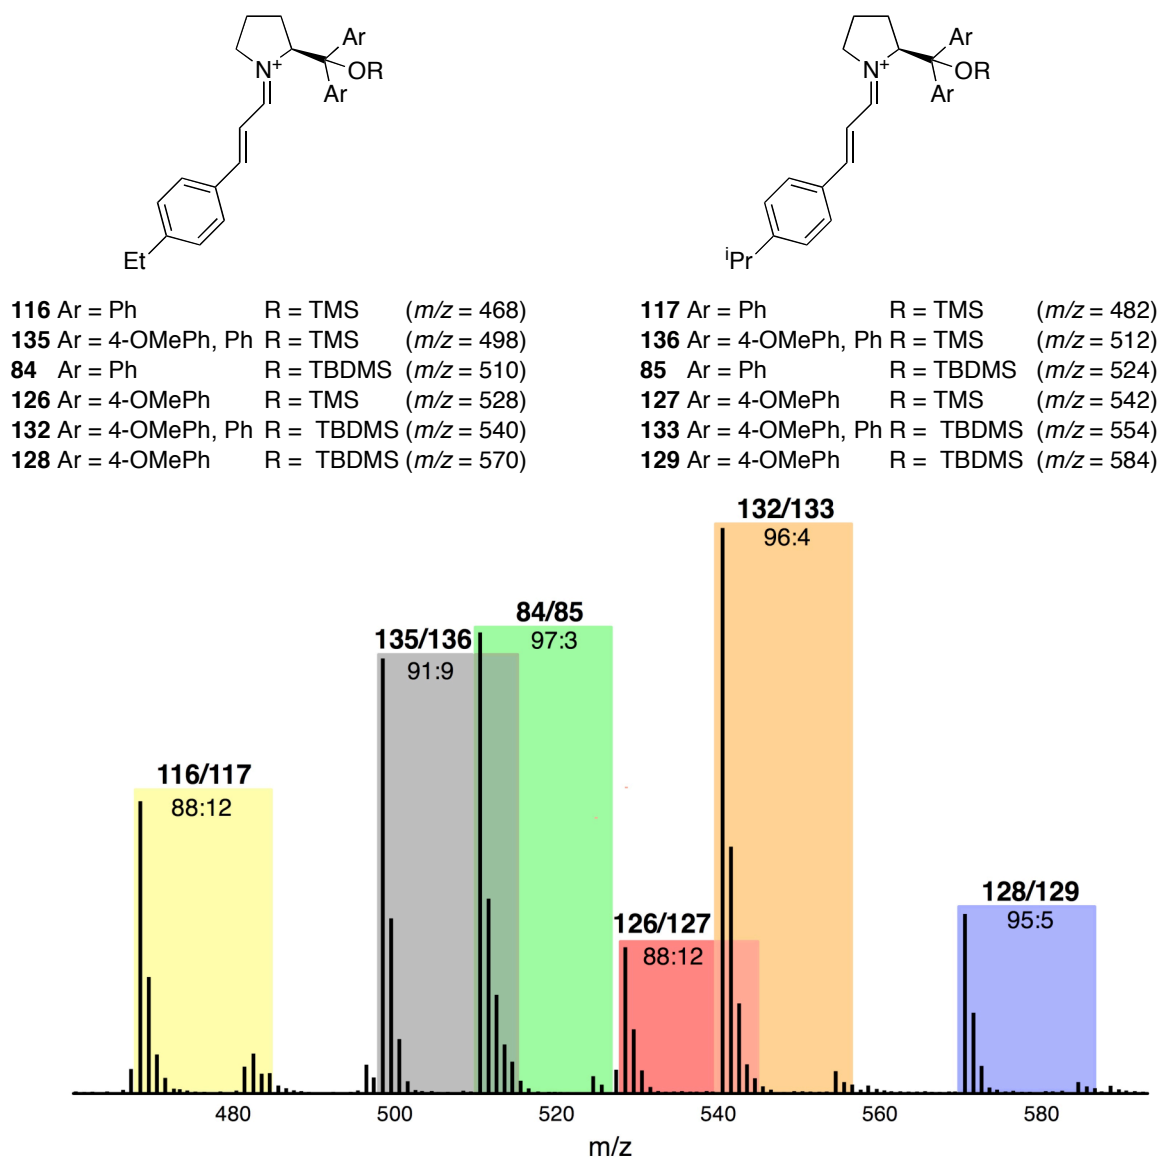 Ar
N+
OR
Ar
Et
Ar
N+
OR
Ar
iPr
116 Ar = Ph R = TMS (m/z = 468)
135 Ar = 4-OMePh, Ph R = TMS (m/z = 498)
84 Ar = Ph R = TBDMS (m/z = 510)
126 Ar = 4-OMePh R = TMS (m/z = 528)
132 Ar = 4-OMePh, Ph R = TBDMS (m/z = 540)
128 Ar = 4-OMePh R = TBDMS (m/z = 570)
117 Ar = Ph R = TMS (m/z = 482)
136 Ar = 4-OMePh, Ph R = TMS (m/z = 512)
85 Ar = Ph R = TBDMS (m/z = 524)
127 Ar = 4-OMePh R = TMS (m/z = 542)
133 Ar = 4-OMePh, Ph R = TBDMS (m/z = 554)
129 Ar = 4-OMePh R = TBDMS (m/z = 584)
116/117
88:12
135/136
91:9
84/85
97:3
126/127
88:12
132/133
96:4
128/129
95:5
480 500 520 540 560 580
m/z